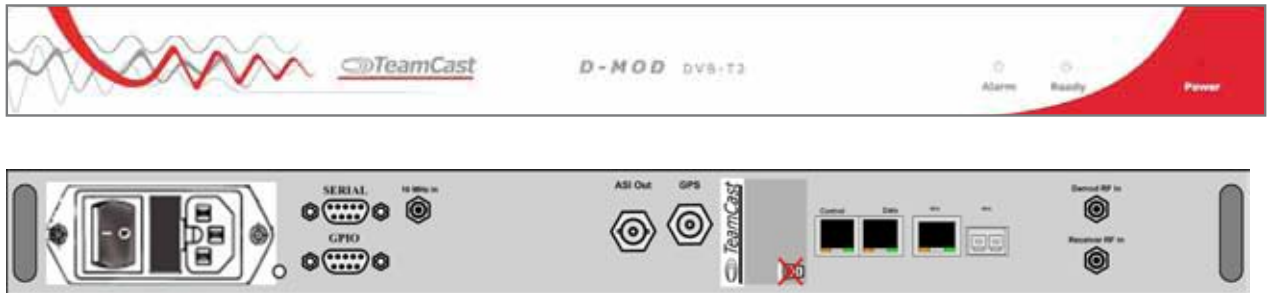 TeamCast D-MOD DVB-T2
Alarm Ready Power
SERIAL 10 MHz In ASI Out GPS Demod RF In
TeamCast
Control Data
GPIO Receiver RF In